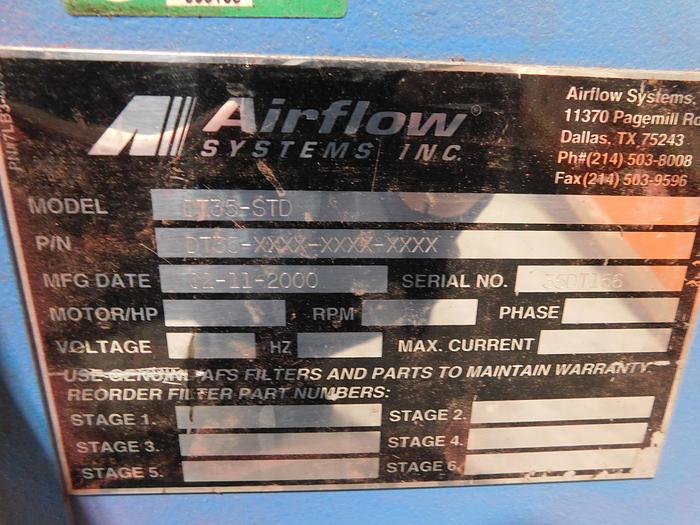 Airflow®
SYSTEMS INC.
Airflow Systems
11370 Pagemill Rd
Dallas, TX 75243
Ph#(214) 503-8008
Fax(214) 503-9596
MODEL DT35-STD
P/N DT35-XXXX-XXXX-XXXX
MFG DATE 02-11-2000 SERIAL NO.
MOTOR/HP RPM PHASE
VOLTAGE HZ MAX. CURRENT
USE GENUINE AFS FILTERS AND PARTS TO MAINTAIN WARRANTY.
REORDER FILTER PART NUMBERS:
STAGE 1. STAGE 2.
STAGE 3. STAGE 4.
STAGE 5. STAGE 6.